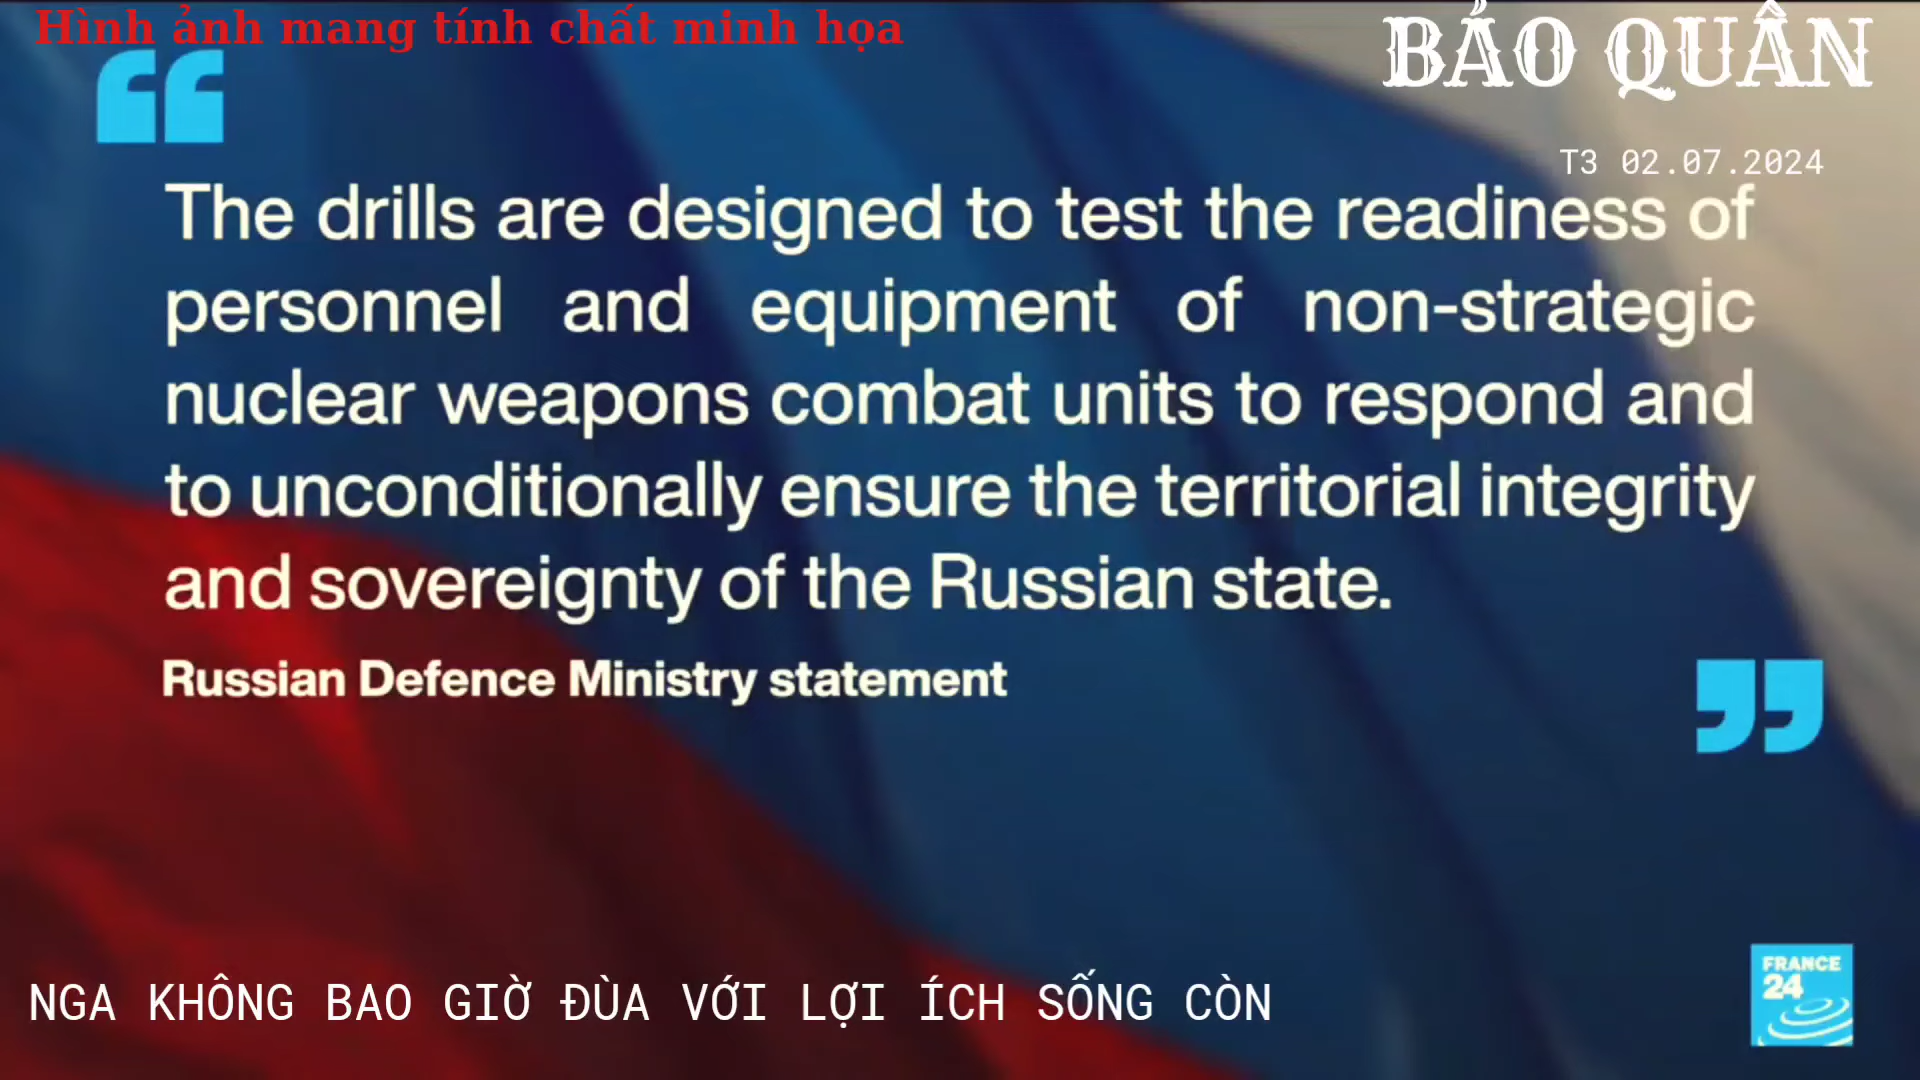 Hình ảnh mang tính chất minh họa
BẢO QUÂN
T3 02.07.2024
The drills are designed to test the readiness of
personnel and equipment of non-strategic
nuclear weapons combat units to respond and
to unconditionally ensure the territorial integrity
and sovereignty of the Russian state.
Russian Defence Ministry statement
NGA KHÔNG BAO GIỜ ĐÙA VỚI LỢI ÍCH SỐNG CÒN
FRANCE
24